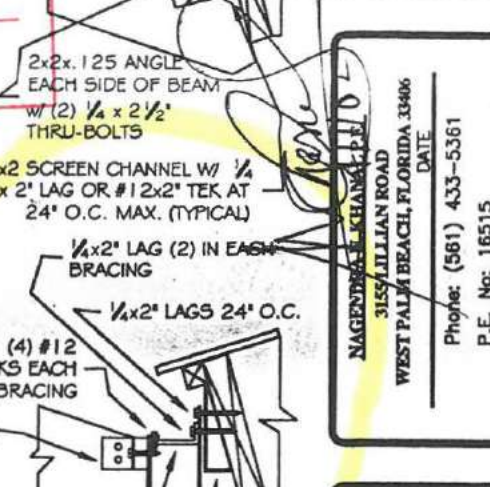 2x2x.125 ANGLE
EACH SIDE OF BEAM
w/ (2) 1/4 x 2 1/2"
THRU-BOLTS
x2 SCREEN CHANNEL W/ 1/4
x 2" LAG OR #12x2" TEK AT
24" O.C. MAX. (TYPICAL)
1/4x2" LAG (2) IN EACH
BRACING
1/4x2" LAGS 24" O.C.
(4) #12
KS EACH
BRACING
3155 LILLIAN ROAD
WEST PALM BEACH, FLORIDA 33406
DATE
Phone: (561) 433-5361
P.E. No: 16515